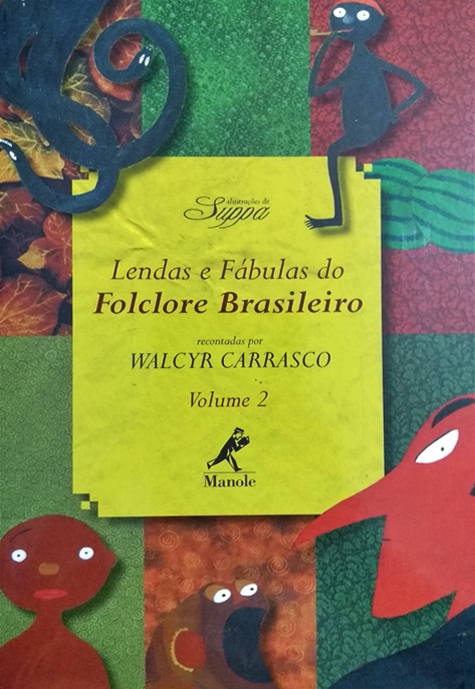 ilustrações de
Suppa
Lendas e Fábulas do
Folclore Brasileiro
recontadas por
WALCYR CARRASCO
Volume 2
Manole